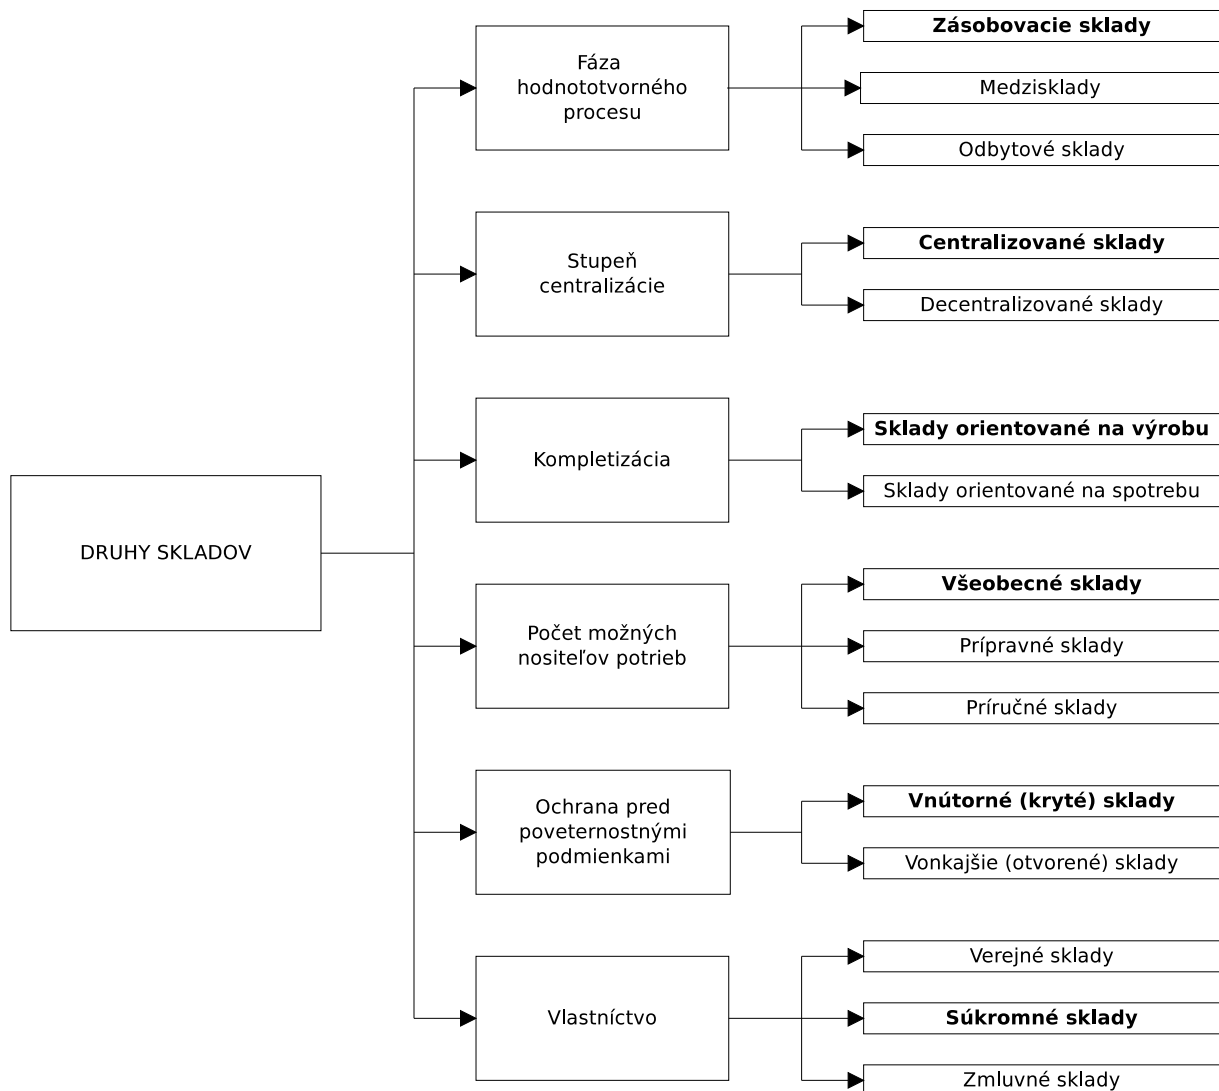 DRUHY SKLADOV
Fáza
hodnototvorného
procesu
Zásobovacie sklady
Medzisklady
Odbytové sklady
Stupeň
centralizácie
Centralizované sklady
Decentralizované sklady
Kompletizácia
Sklady orientované na výrobu
Sklady orientované na spotrebu
Počet možných
nositeľov potrieb
Všeobecné sklady
Prípravné sklady
Príručné sklady
Ochrana pred
poveternostnými
podmienkami
Vnútorné (kryté) sklady
Vonkajšie (otvorené) sklady
Vlastníctvo
Verejné sklady
Súkromné sklady
Zmluvné sklady